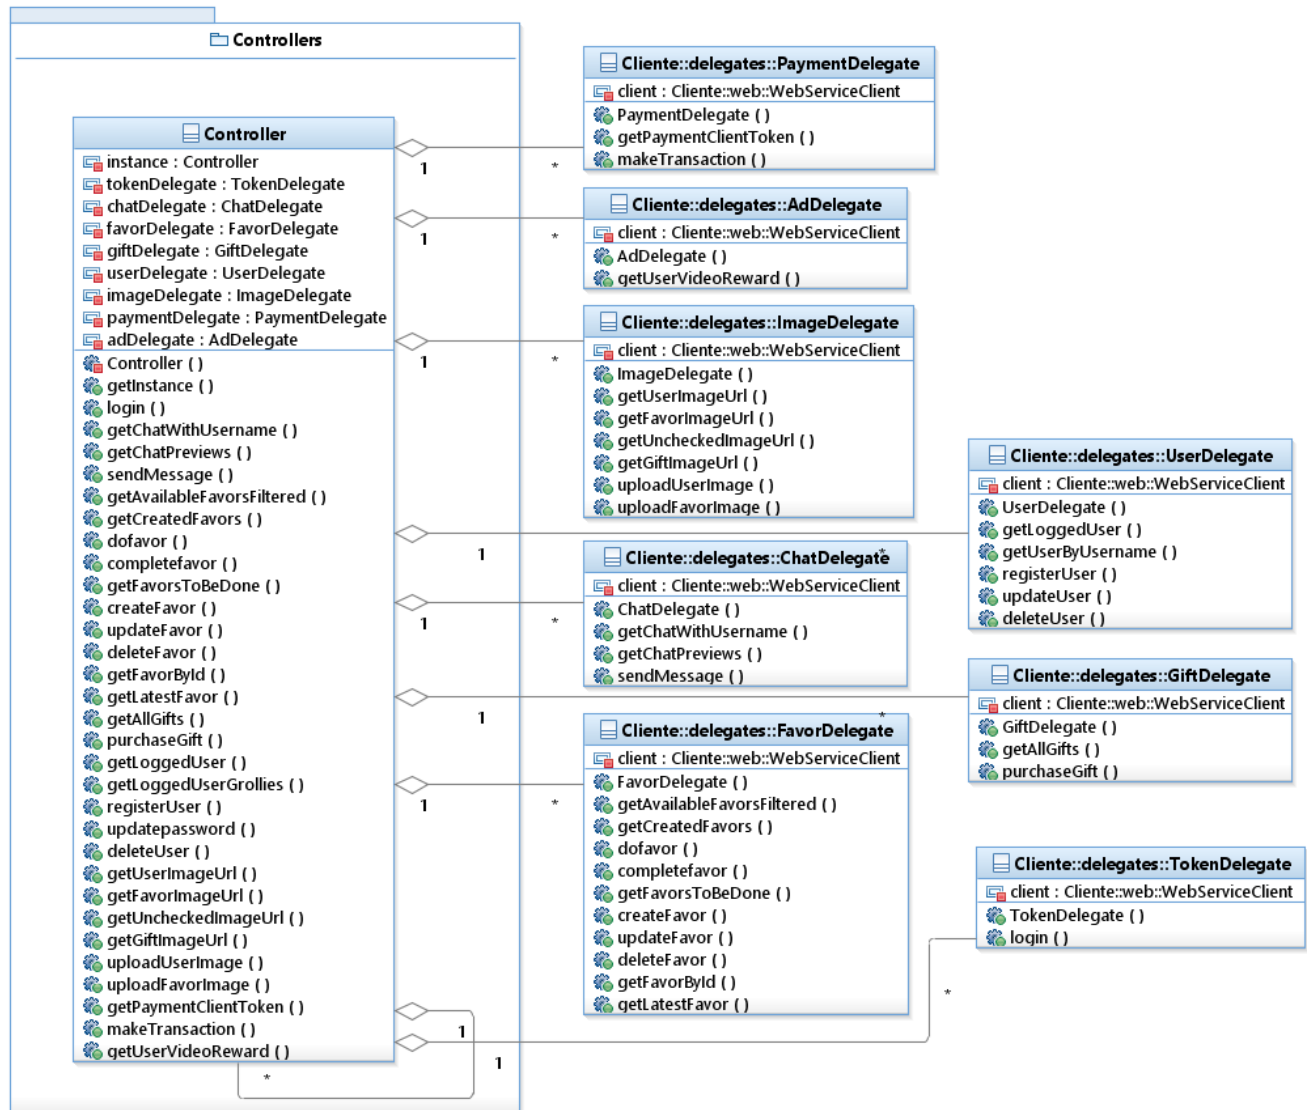 Controllers
Controller
instance : Controller
tokenDelegate : TokenDelegate
chatDelegate : ChatDelegate
favorDelegate : FavorDelegate
giftDelegate : GiftDelegate
userDelegate : UserDelegate
imageDelegate : ImageDelegate
paymentDelegate : PaymentDelegate
adDelegate : AdDelegate
Controller ( )
getInstance ( )
login ( )
getChatWithUsername ( )
getChatPreviews ( )
sendMessage ( )
getAvailableFavorsFiltered ( )
getCreatedFavors ( )
dofavor ( )
completefavor ( )
getFavorsToBeDone ( )
createFavor ( )
updateFavor ( )
deleteFavor ( )
getFavorById ( )
getLatestFavor ( )
getAllGifts ( )
purchaseGift ( )
getLoggedUser ( )
getLoggedUserGrollies ( )
registerUser ( )
updatepassword ( )
deleteUser ( )
getUserImageUrl ( )
getFavorImageUrl ( )
getUncheckedImageUrl ( )
getGiftImageUrl ( )
uploadUserImage ( )
uploadFavorImage ( )
getPaymentClientToken ( )
makeTransaction ( )
getUserVideoReward ( )
1 *
1 *
1 *
1 *
1 *
1 *
1 *
1 *
1 *
Cliente::delegates::PaymentDelegate
client : Cliente::web::WebServiceClient
PaymentDelegate ( )
getPaymentClientToken ( )
makeTransaction ( )
Cliente::delegates::AdDelegate
client : Cliente::web::WebServiceClient
AdDelegate ( )
getUserVideoReward ( )
Cliente::delegates::ImageDelegate
client : Cliente::web::WebServiceClient
ImageDelegate ( )
getUserImageUrl ( )
getFavorImageUrl ( )
getUncheckedImageUrl ( )
getGiftImageUrl ( )
uploadUserImage ( )
uploadFavorImage ( )
Cliente::delegates::UserDelegate
client : Cliente::web::WebServiceClient
UserDelegate ( )
getLoggedUser ( )
getUserByUsername ( )
registerUser ( )
updateUser ( )
deleteUser ( )
Cliente::delegates::ChatDelegate
client : Cliente::web::WebServiceClient
ChatDelegate ( )
getChatWithUsername ( )
getChatPreviews ( )
sendMessage ( )
Cliente::delegates::GiftDelegate
client : Cliente::web::WebServiceClient
GiftDelegate ( )
getAllGifts ( )
purchaseGift ( )
Cliente::delegates::FavorDelegate
client : Cliente::web::WebServiceClient
FavorDelegate ( )
getAvailableFavorsFiltered ( )
getCreatedFavors ( )
dofavor ( )
completefavor ( )
getFavorsToBeDone ( )
createFavor ( )
updateFavor ( )
deleteFavor ( )
getFavorById ( )
getLatestFavor ( )
Cliente::delegates::TokenDelegate
client : Cliente::web::WebServiceClient
TokenDelegate ( )
login ( )